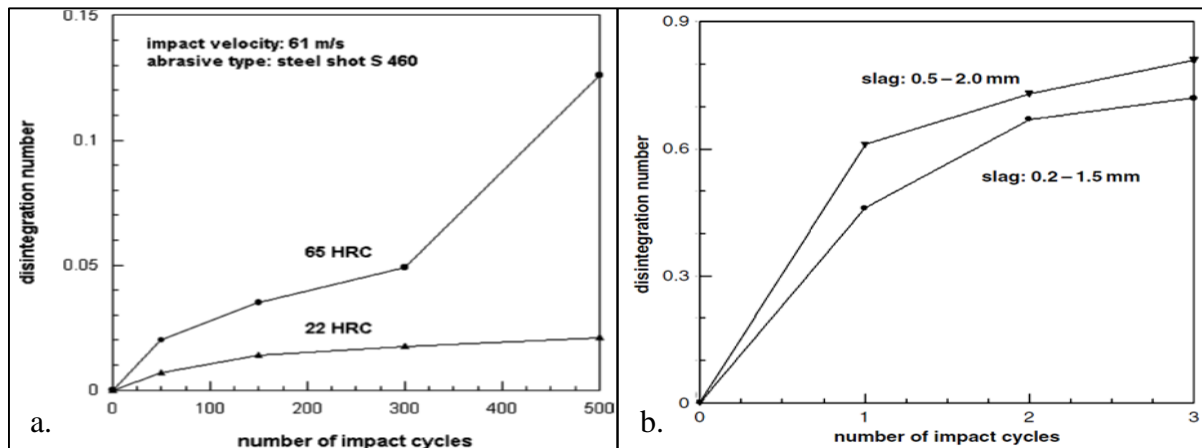 0.15
impact velocity: 61 m/s
abrasive type: steel shot S 460
0.1
disintegration number
65 HRC
0.05
22 HRC
0
0 100 200 300 400 500
a. number of impact cycles
0.9
slag: 0.5 – 2.0 mm
0.6
disintegration number
slag: 0.2 – 1.5 mm
0.3
0
0 1 2 3
b. number of impact cycles